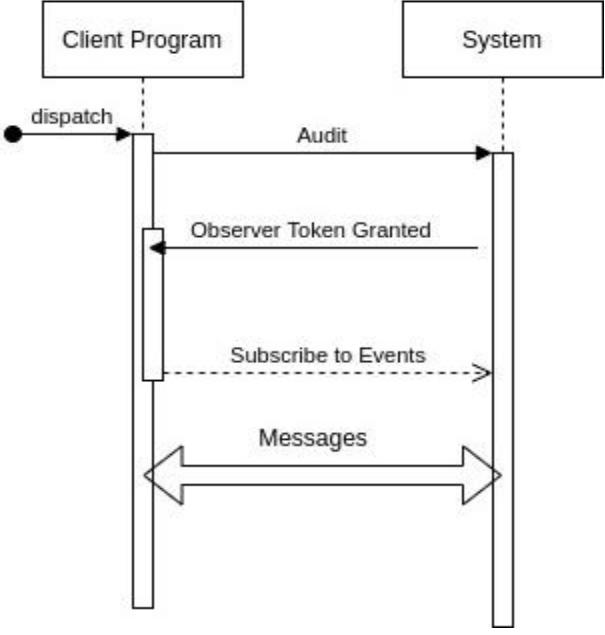 Client Program
System
dispatch
Audit
Observer Token Granted
Subscribe to Events
Messages